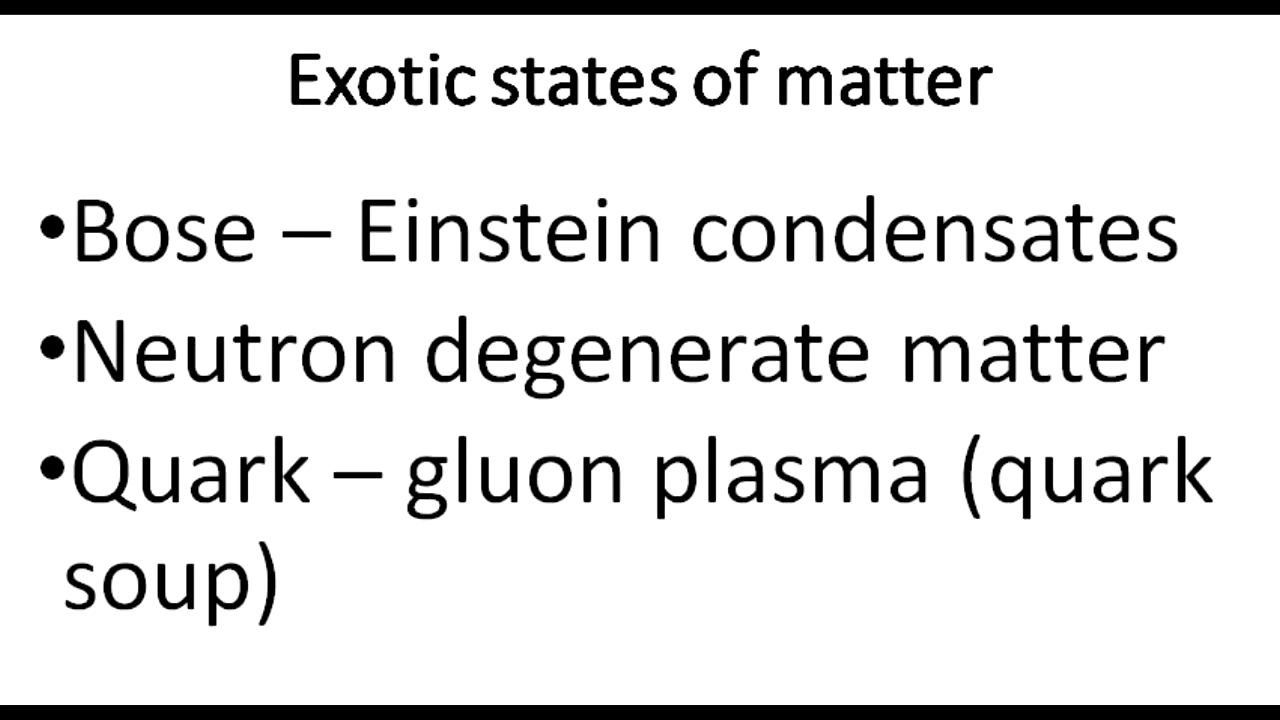 Exotic states of matter
•Bose – Einstein condensates
•Neutron degenerate matter
•Quark – gluon plasma (quark
soup)